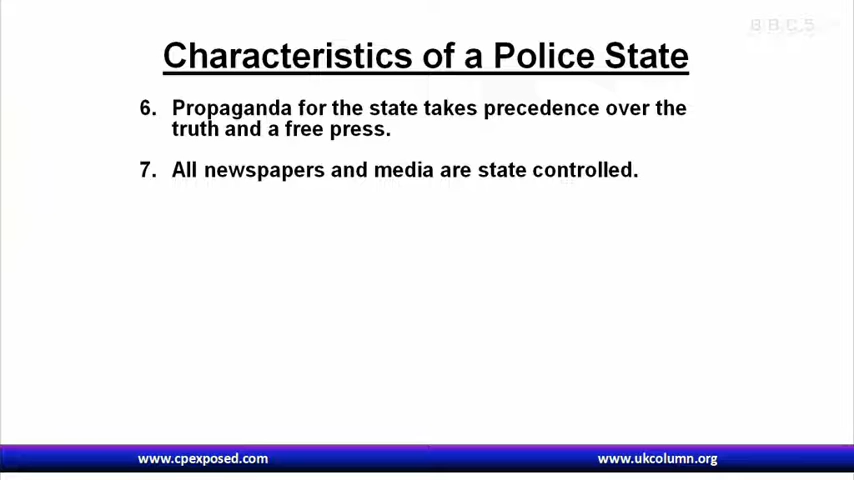 BBC5
Characteristics of a Police State
6. Propaganda for the state takes precedence over the
truth and a free press.
7. All newspapers and media are state controlled.
www.cpexposed.com www.ukcolumn.org